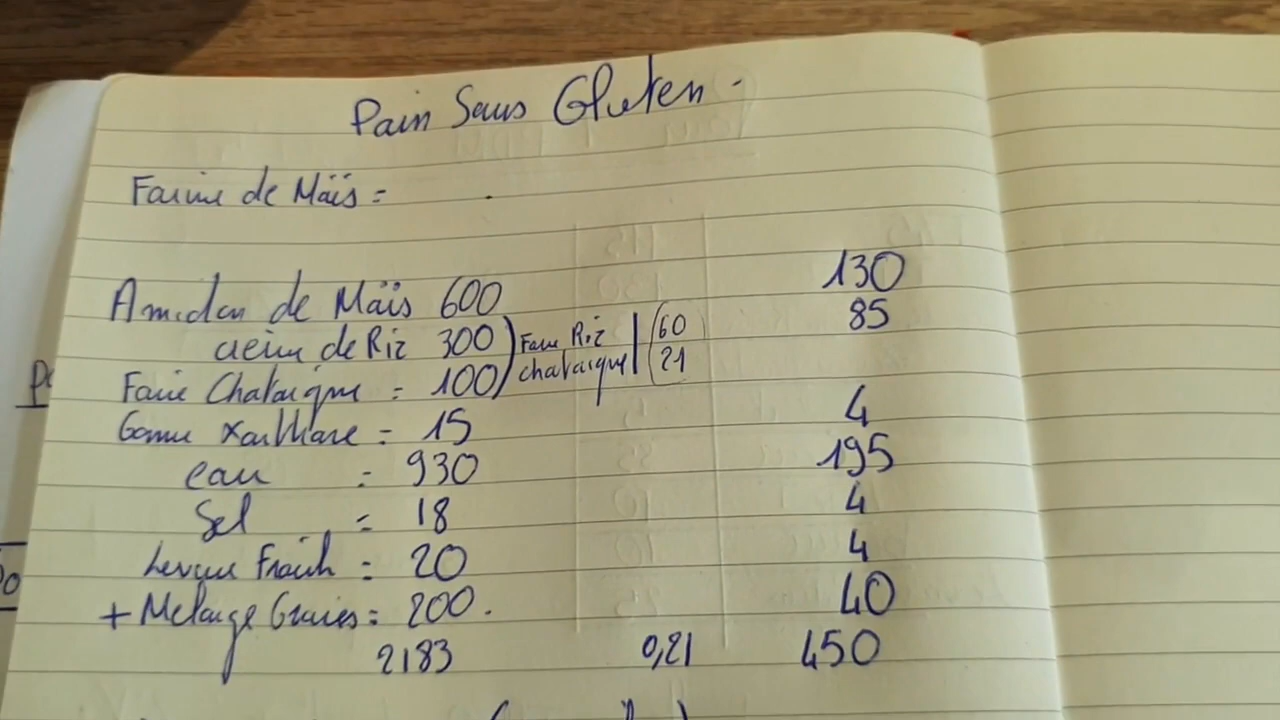 Pain Sans Gluten.
Farine de Maïs =
Amidon de Maïs 600 130
crème de Riz 300 ) Farine Riz | ( 60 85
Farine Chataigne = 100 ) chataigne | ( 21
Gomme Xanthane = 15 4
eau = 930 195
Sel = 18 4
Levure Fraich = 20 4
+ Melange Graines = 200. 40
2183 0,21 450